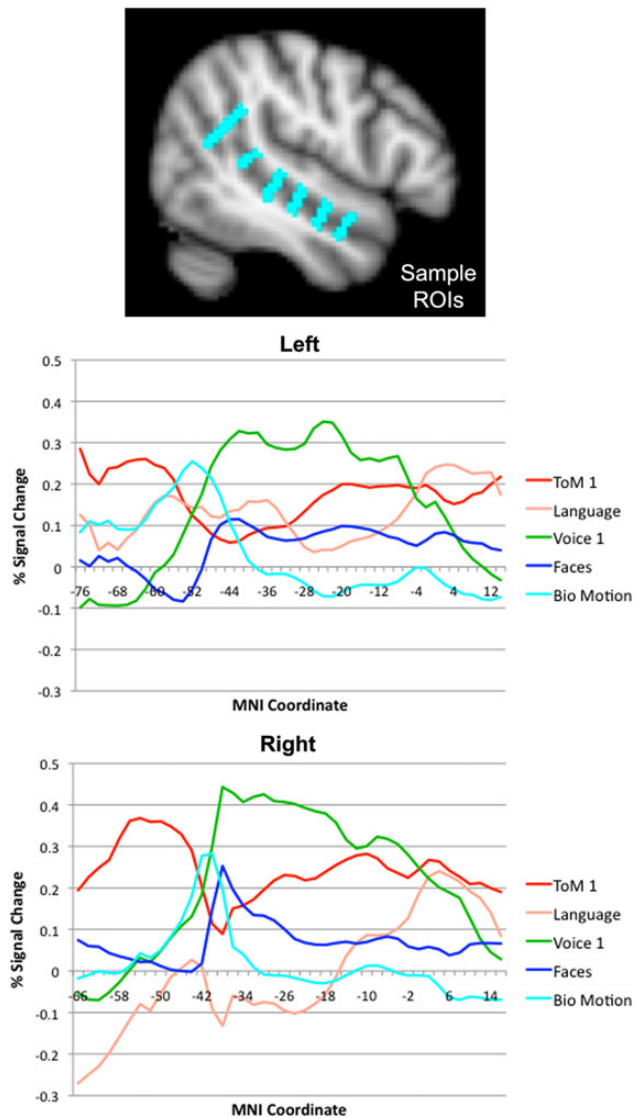 Sample
ROIs
Left
0.5
0.4
0.3
0.2
0.1
0
-0.1
-0.2
-0.3
% Signal Change
-76 -68 -60 -52 -44 -36 -28 -20 -12 -4 4 12
MNI Coordinate
ToM 1
Language
Voice 1
Faces
Bio Motion
Right
0.5
0.4
0.3
0.2
0.1
0
-0.1
-0.2
-0.3
% Signal Change
-66 -58 -50 -42 -34 -26 -18 -10 -2 6 14
MNI Coordinate
ToM 1
Language
Voice 1
Faces
Bio Motion